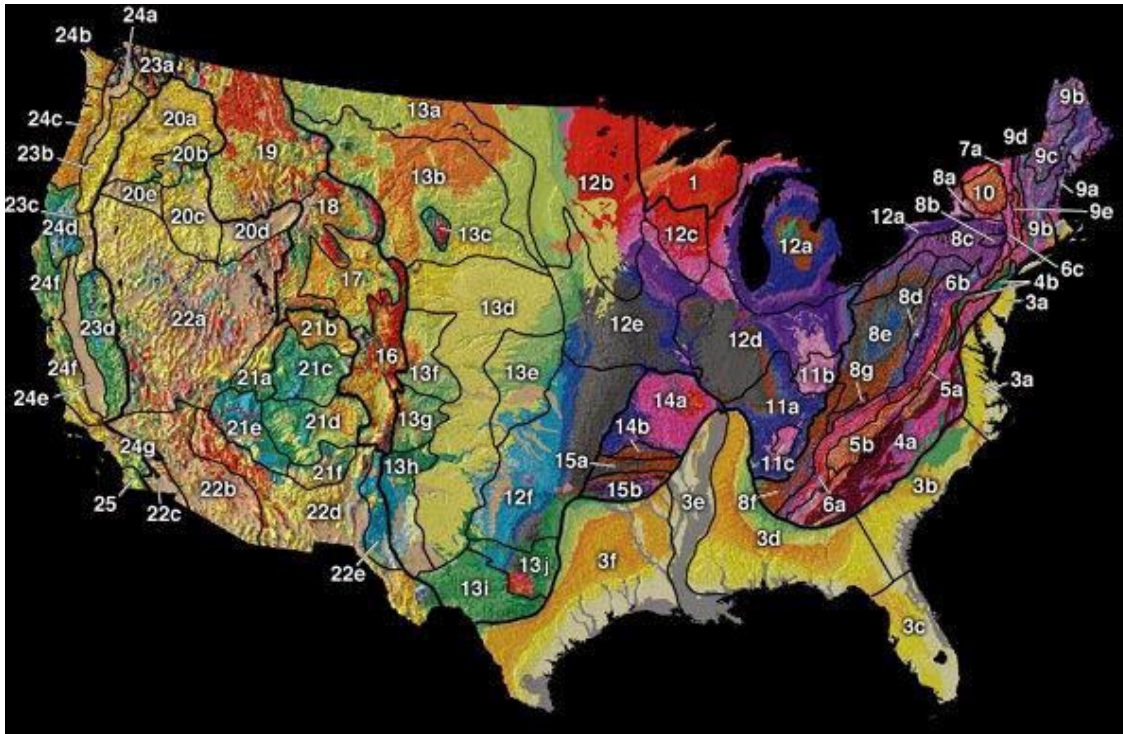 24a
24b
23a
9b
20a
13a
9d
24c
20b
7a
9c
19
8a
10
23b
13b
12b
1
9a
20e
18
8b
23c
20c
12a
9e
24d
20d
13c
12c
12a
8c
9b
17
6c
24f
6b
4b
13d
8d
3a
22a
12e
23d
21b
12d
8e
16
24f
21a
21c
13f
13e
11b
8g
3a
24e
14a
11a
5a
21e
21d
13g
24g
14b
5b
4a
21f
13h
15a
11c
25
22b
12f
15b
3e
3b
22c
22d
8f
6a
3d
22e
13j
3f
13i
3c